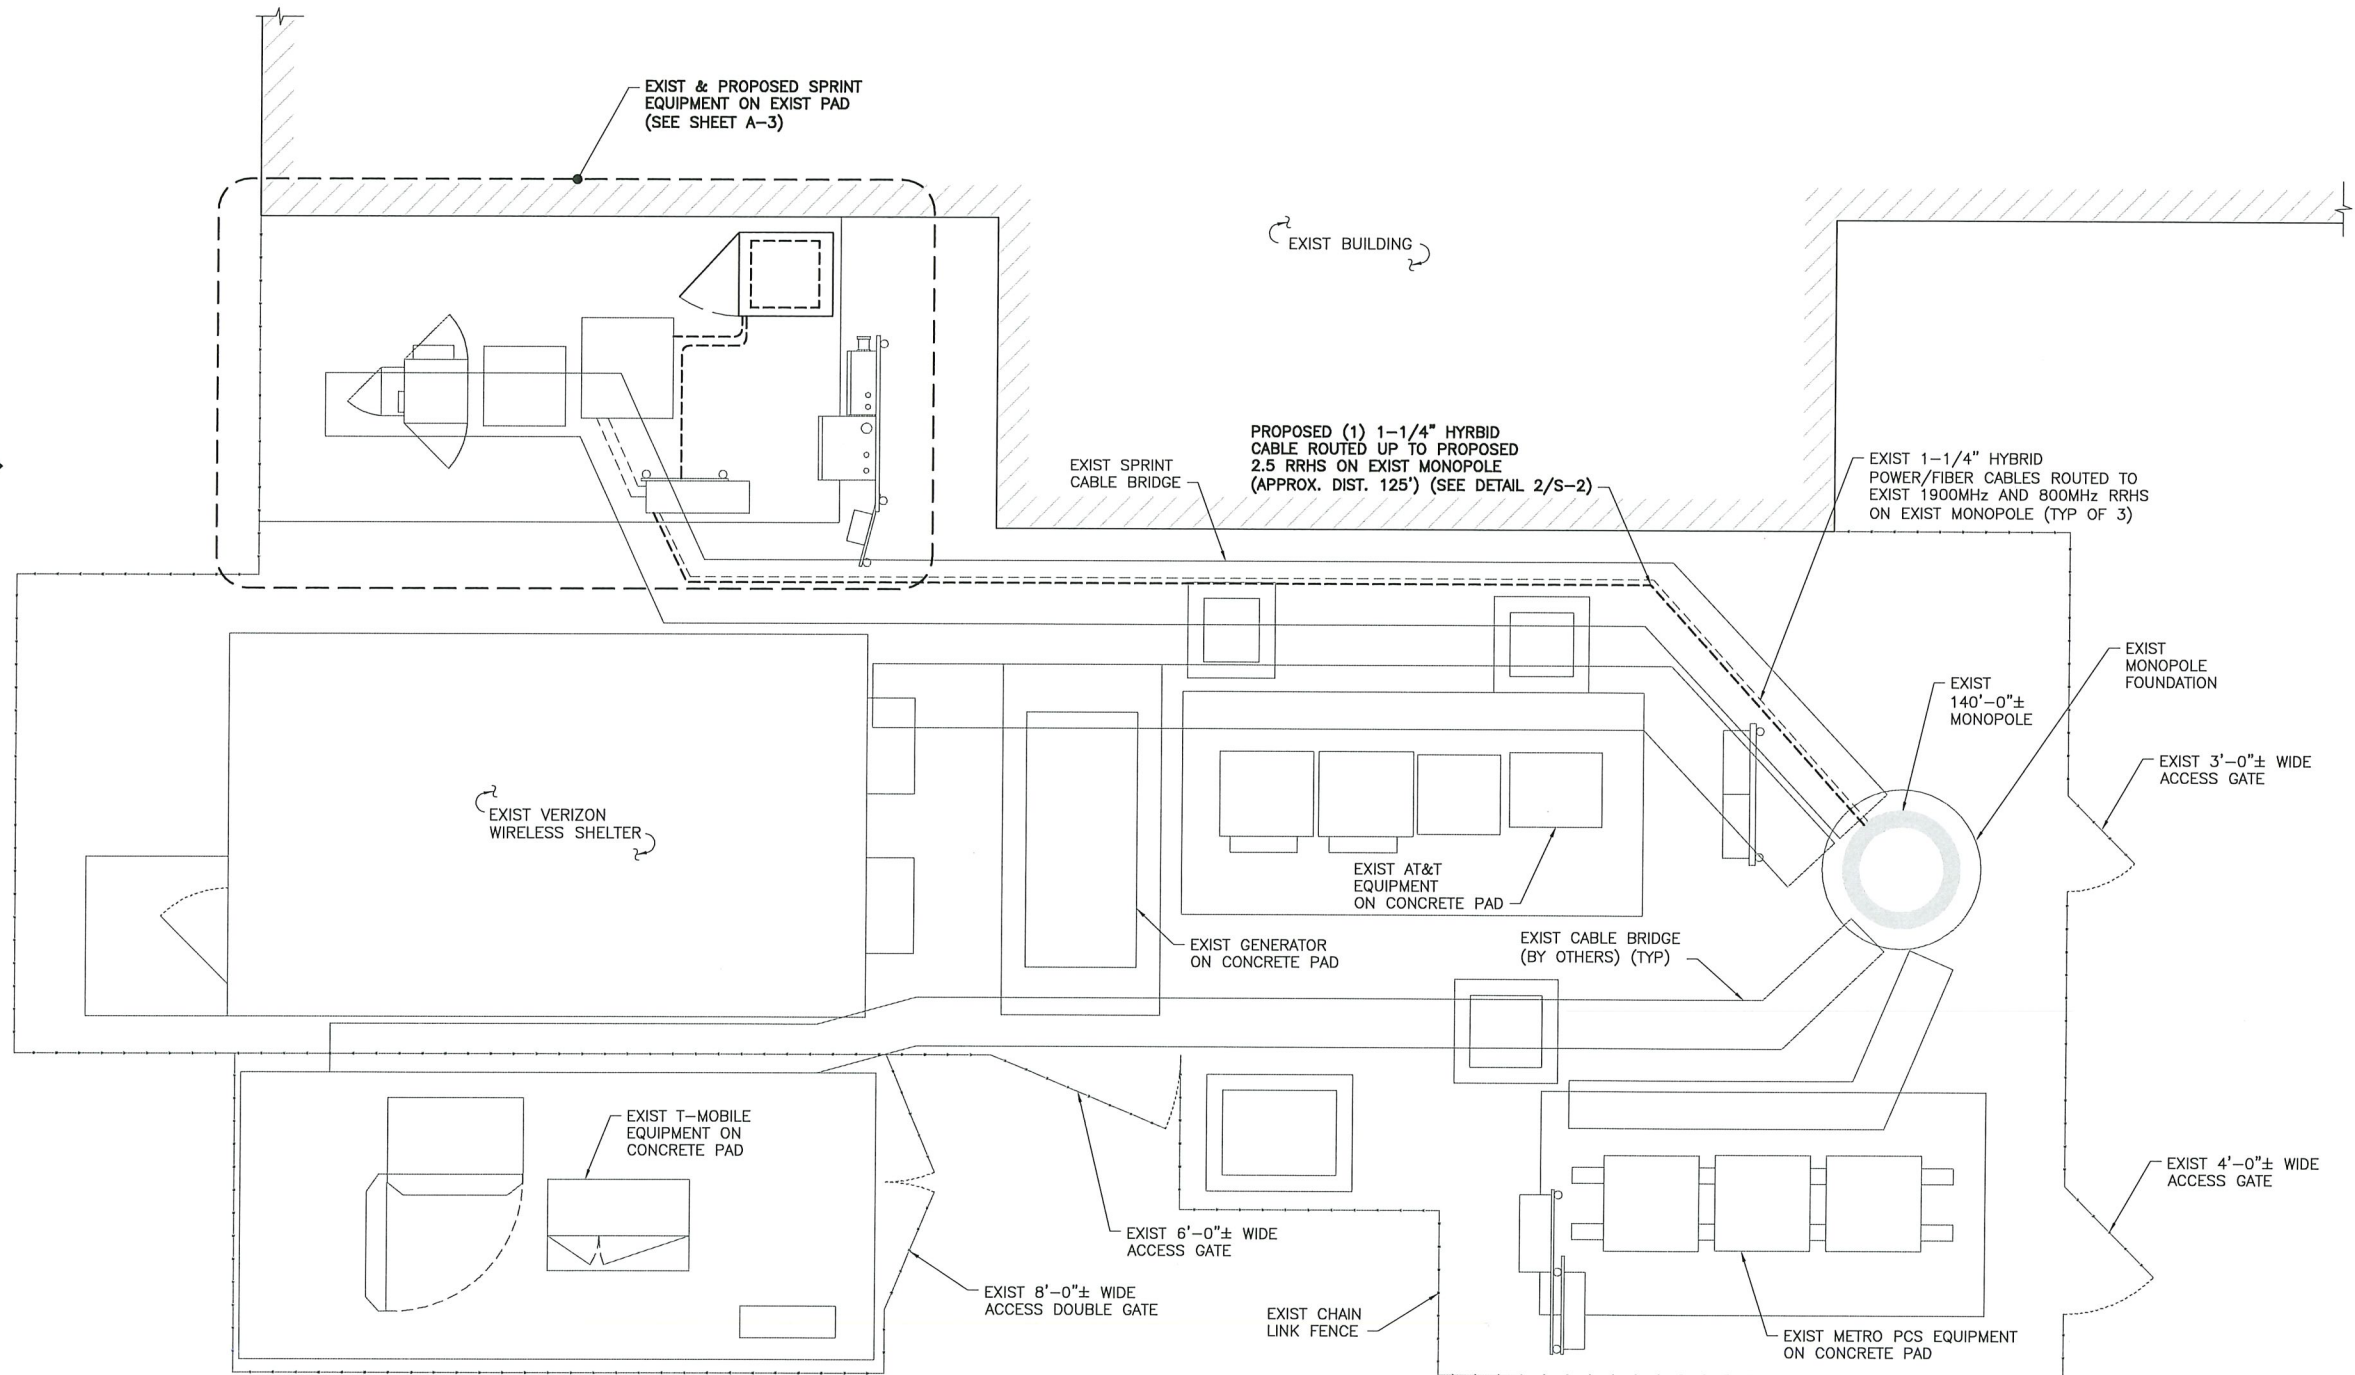 EXIST & PROPOSED SPRINT
EQUIPMENT ON EXIST PAD
(SEE SHEET A-3)
EXIST BUILDING
PROPOSED (1) 1-1/4" HYRBID
CABLE ROUTED UP TO PROPOSED
2.5 RRHS ON EXIST MONOPOLE
(APPROX. DIST. 125') (SEE DETAIL 2/S-2)
EXIST SPRINT
CABLE BRIDGE
EXIST 1-1/4" HYBRID
POWER/FIBER CABLES ROUTED TO
EXIST 1900MHz AND 800MHz RRHS
ON EXIST MONOPOLE (TYP OF 3)
EXIST
MONOPOLE
FOUNDATION
EXIST
140'-0"±
MONOPOLE
EXIST 3'-0"± WIDE
ACCESS GATE
EXIST VERIZON
WIRELESS SHELTER
EXIST AT&T
EQUIPMENT
ON CONCRETE PAD
EXIST GENERATOR
ON CONCRETE PAD
EXIST CABLE BRIDGE
(BY OTHERS) (TYP)
EXIST T-MOBILE
EQUIPMENT ON
CONCRETE PAD
EXIST 4'-0"± WIDE
ACCESS GATE
EXIST 6'-0"± WIDE
ACCESS GATE
EXIST 8'-0"± WIDE
ACCESS DOUBLE GATE
EXIST CHAIN
LINK FENCE
EXIST METRO PCS EQUIPMENT
ON CONCRETE PAD